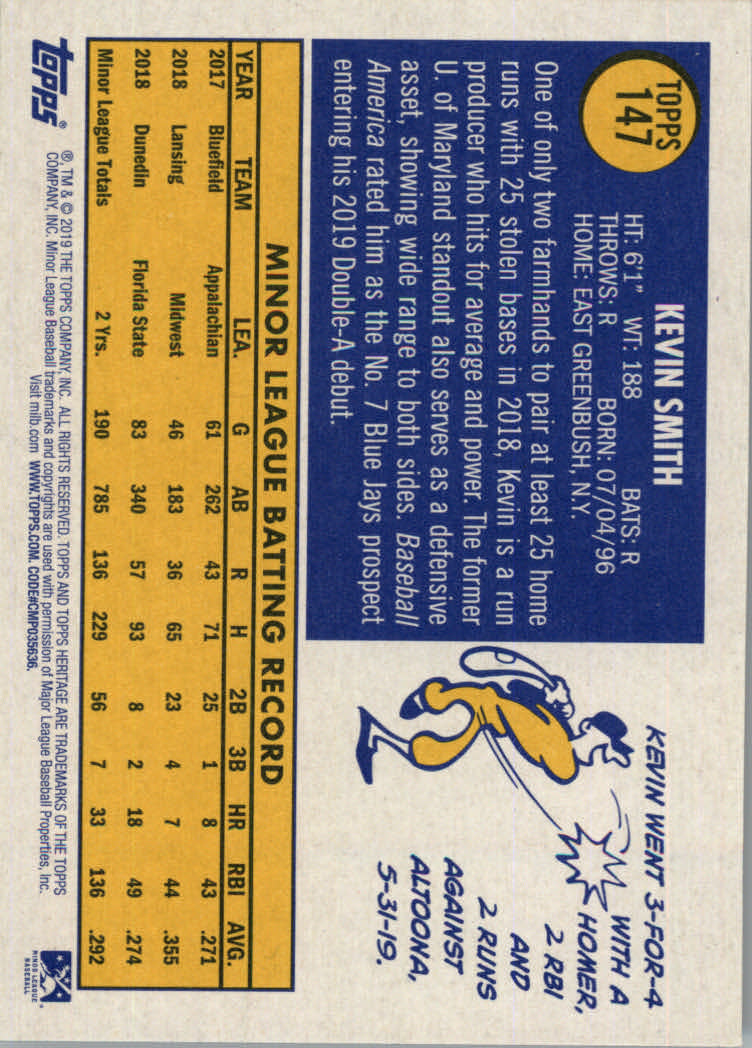 TOPPS
147
KEVIN SMITH
HT: 6'1" WT: 188 BATS: R
THROWS: R BORN: 07/04/96
HOME: EAST GREENBUSH, N.Y.
One of only two farmhands to pair at least 25 home
runs with 25 stolen bases in 2018, Kevin is a run
producer who hits for average and power. The former
U. of Maryland standout also serves as a defensive
asset, showing wide range to both sides. Baseball
America rated him as the No. 7 Blue Jays prospect
entering his 2019 Double-A debut.
KEVIN WENT 3-FOR-4
WITH A
HOMER,
2 RBI
AND
2 RUNS
AGAINST
ALTOONA,
5-31-19.
MINOR LEAGUE BATTING RECORD
YEAR TEAM LEA. G AB R H 2B 3B HR RBI AVG.
2017 Bluefield Appalachian 61 262 43 71 25 1 8 43 .271
2018 Lansing Midwest 46 183 36 65 23 4 7 44 .355
2018 Dunedin Florida State 83 340 57 93 8 2 18 49 .274
Minor League Totals 2 Yrs. 190 785 136 229 56 7 33 136 .292
topps®
®, TM & © 2019 THE TOPPS COMPANY, INC. ALL RIGHTS RESERVED. TOPPS AND TOPPS HERITAGE ARE TRADEMARKS OF THE TOPPS
COMPANY, INC. Minor League Baseball trademarks and copyrights are used with permission of Major League Baseball Properties, Inc.
Visit milb.com WWW.TOPPS.COM. CODE#CMP035636.
MINOR LEAGUE
BASEBALL